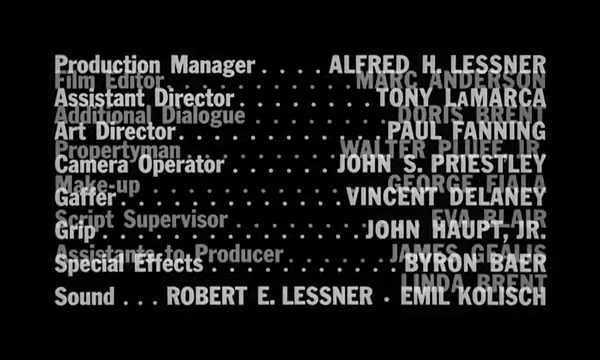 Production Manager . . . . . ALFRED H. LESSNER
Film Editor . . . . . . . . . MARC ANDERSON
Assistant Director . . . . . . . . TONY LaMARCA
Additional Dialogue . . . . . . . . DORIS BRENT
Art Director . . . . . . . . . . . . PAUL FANNING
Propertyman . . . . . . . . WALTER PLUFF, JR.
Camera Operator . . . . . . JOHN S. PRIESTLEY
Make-up . . . . . . . . . . . . GEORGE FIALA
Gaffer . . . . . . . . . . . . VINCENT DELANEY
Script Supervisor . . . . . . . . . EVA BLAIR
Grip . . . . . . . . . . . . . . JOHN HAUPT, JR.
Assistants to Producer . . . . . JAMES GEALIS
Special Effects . . . . . . . . . . BYRON BAER
LINDA BRENT
Sound . . . ROBERT E. LESSNER • EMIL KOLISCH